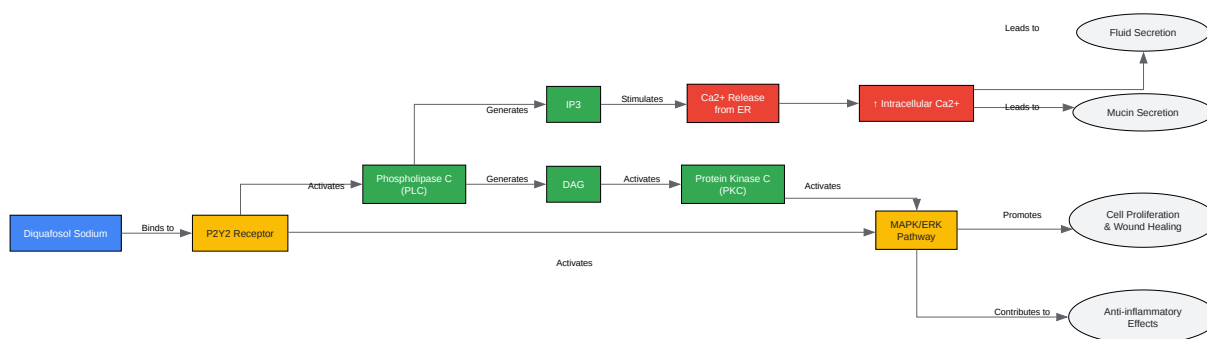 Leads to
Fluid Secretion
IP3
Stimulates
Ca2+ Release
from ER
↑ Intracellular Ca2+
Leads to
Mucin Secretion
Generates
Phospholipase C
(PLC)
Generates
DAG
Activates
Protein Kinase C
(PKC)
Activates
Activates
Diquafosol Sodium
Binds to
P2Y2 Receptor
MAPK/ERK
Pathway
Promotes
Cell Proliferation
& Wound Healing
Activates
Contributes to
Anti-inflammatory
Effects